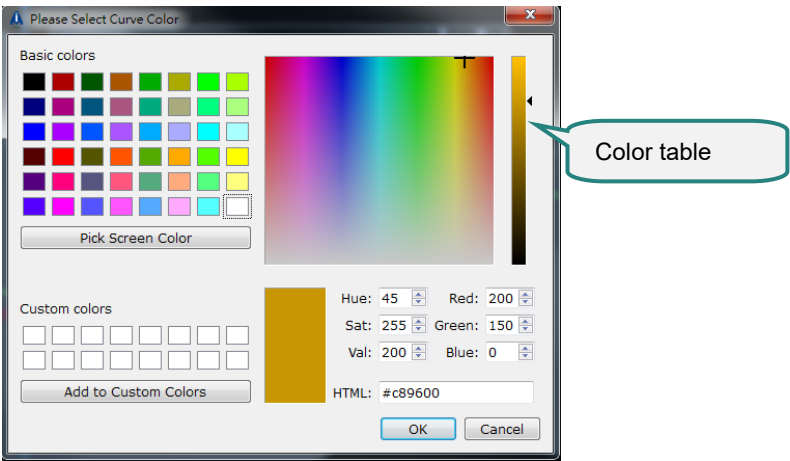 Please Select Curve Color
Basic colors
Pick Screen Color
Custom colors
Add to Custom Colors
Hue: 45 Red: 200
Sat: 255 Green: 150
Val: 200 Blue: 0
HTML: #c89600
OK Cancel
Color table